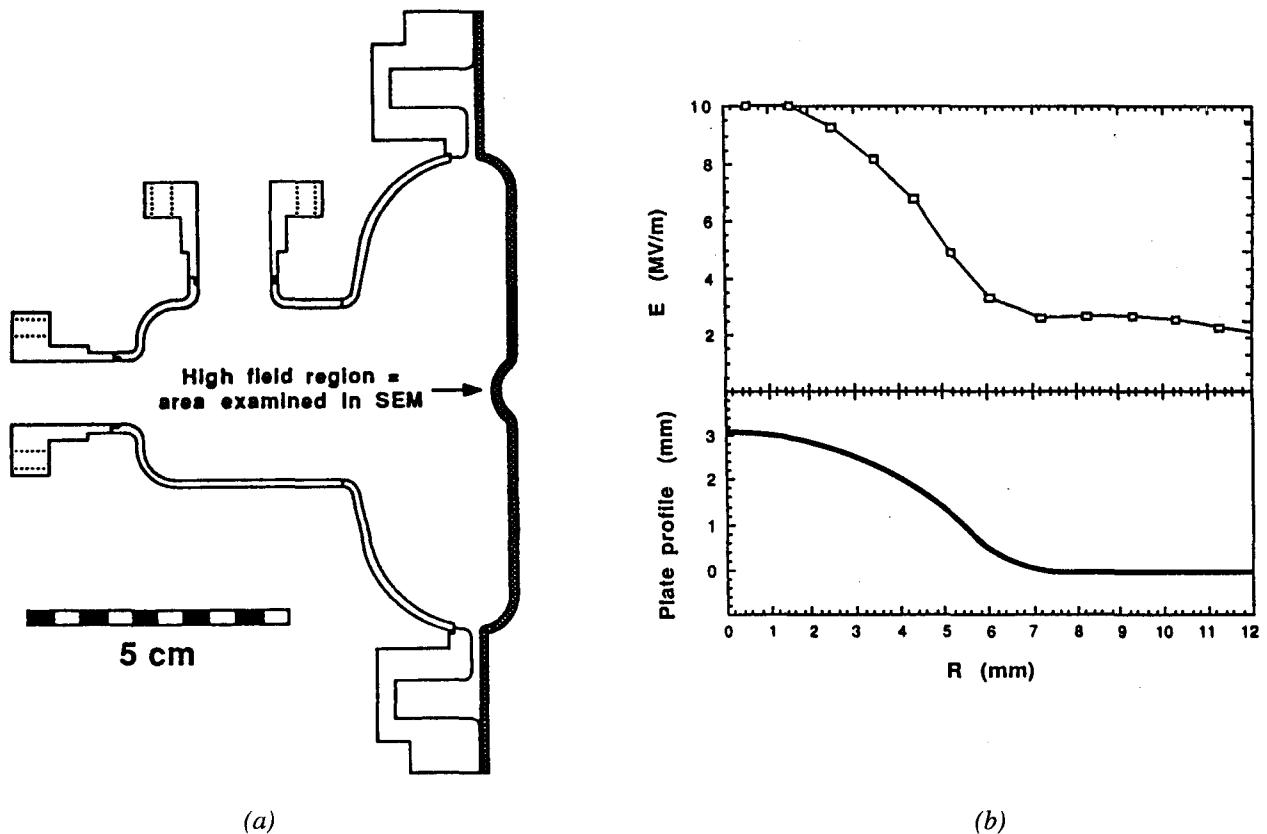 High field region =
area examined in SEM
5 cm
(a)
E (MV/m)
10
8
6
4
2
Plate profile (mm)
3
2
1
0
0 1 2 3 4 5 6 7 8 9 10 11 12
R (mm)
(b)